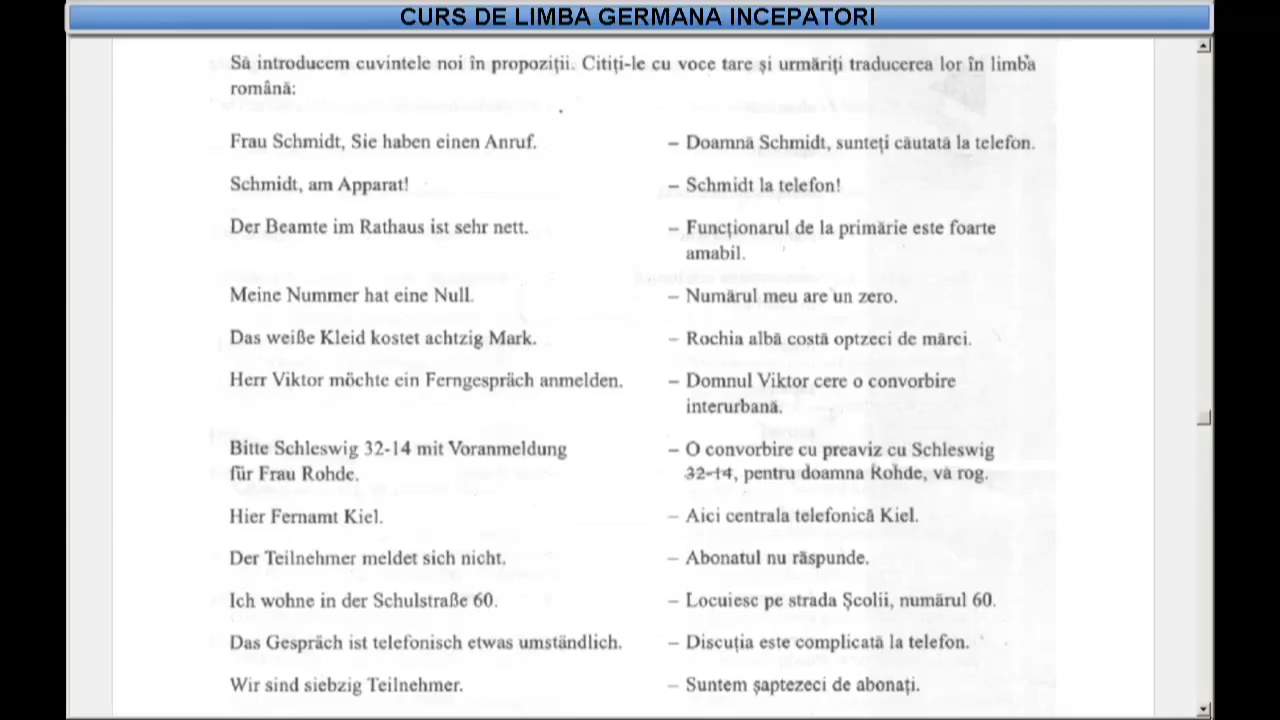 CURS DE LIMBA GERMANA INCEPATORI
Să introducem cuvintele noi în propoziții. Citiți-le cu voce tare și urmăriți traducerea lor în limba
română:
Frau Schmidt, Sie haben einen Anruf. – Doamnă Schmidt, sunteți căutată la telefon.
Schmidt, am Apparat! – Schmidt la telefon!
Der Beamte im Rathaus ist sehr nett. – Funcționarul de la primărie este foarte
amabil.
Meine Nummer hat eine Null. – Numărul meu are un zero.
Das weiße Kleid kostet achtzig Mark. – Rochia albă costă optzeci de mărci.
Herr Viktor möchte ein Ferngespräch anmelden. – Domnul Viktor cere o convorbire
interurbană.
Bitte Schleswig 32-14 mit Voranmeldung – O convorbire cu preaviz cu Schleswig
für Frau Rohde. 32-14, pentru doamna Rohde, vă rog.
Hier Fernamt Kiel. – Aici centrala telefonică Kiel.
Der Teilnehmer meldet sich nicht. – Abonatul nu răspunde.
Ich wohne in der Schulstraße 60. – Locuiesc pe strada Școlii, numărul 60.
Das Gespräch ist telefonisch etwas umständlich. – Discuția este complicată la telefon.
Wir sind siebzig Teilnehmer. – Suntem șaptezeci de abonați.